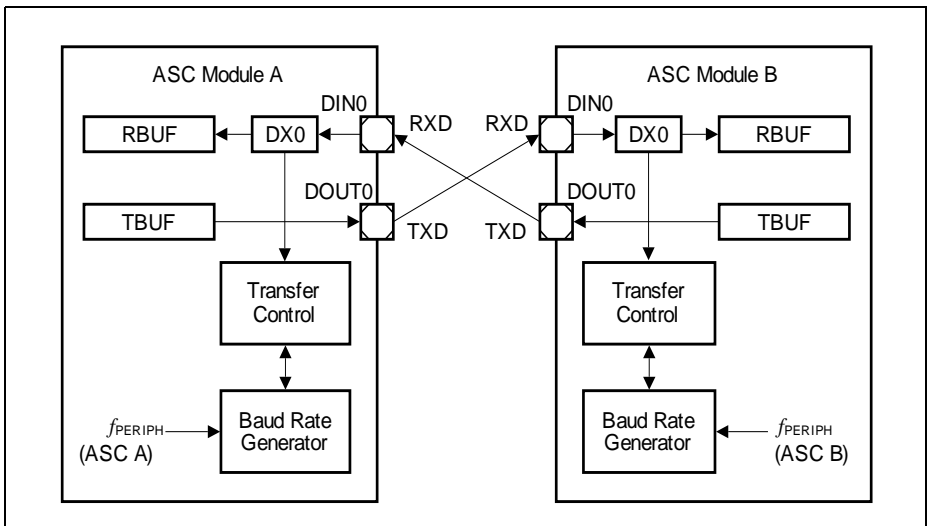 ASC Module A
DIN0
RXD
RBUF
DX0
DOUT0
TBUF
TXD
Transfer
Control
Baud Rate
Generator
fPERIPH
(ASC A)
ASC Module B
RXD
DIN0
DX0
RBUF
DOUT0
TXD
TBUF
Transfer
Control
Baud Rate
Generator
fPERIPH
(ASC B)